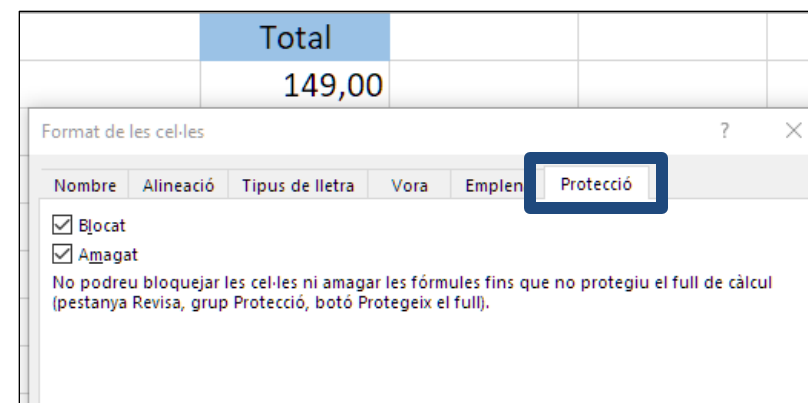 Total
149,00
Format de les cel·les ?
Nombre Alineació Tipus de lletra Vora Emplen Protecció
Blocat
Amagat
No podreu bloquejar les cel·les ni amagar les fórmules fins que no protegiu el full de càlcul
(pestanya Revisa, grup Protecció, botó Protegeix el full).